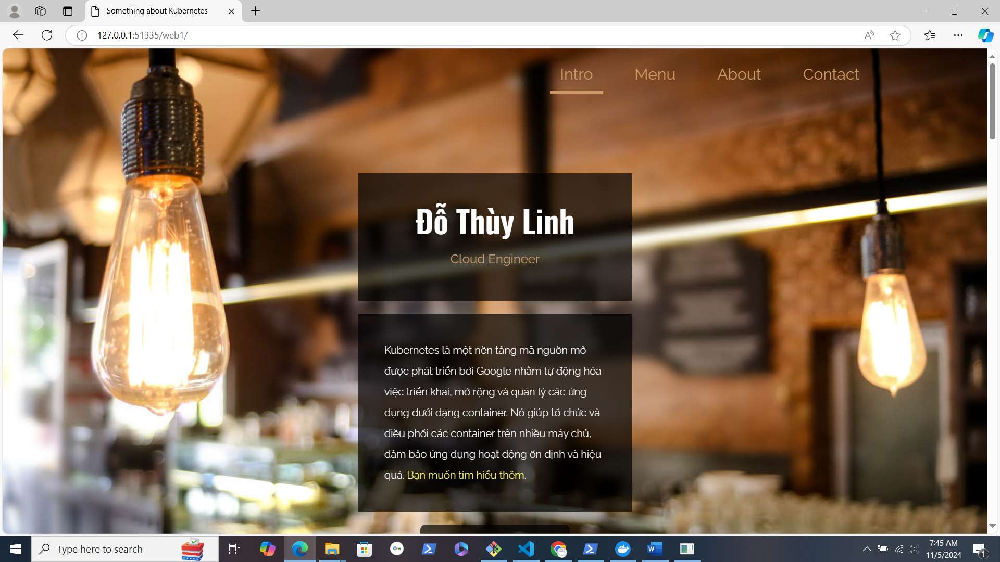 Something about Kubernetes
127.0.0.1:51335/web1/
Intro Menu About Contact
Đỗ Thùy Linh
Cloud Engineer
Kubernetes là một nền tảng mã nguồn mở
được phát triển bởi Google nhằm tự động hóa
việc triển khai, mở rộng và quản lý các ứng
dụng dưới dạng container. Nó giúp tổ chức và
điều phối các container trên nhiều máy chủ,
đảm bảo ứng dụng hoạt động ổn định và hiệu
quả. Bạn muốn tìm hiểu thêm.
Type here to search
7:45 AM
11/5/2024
1